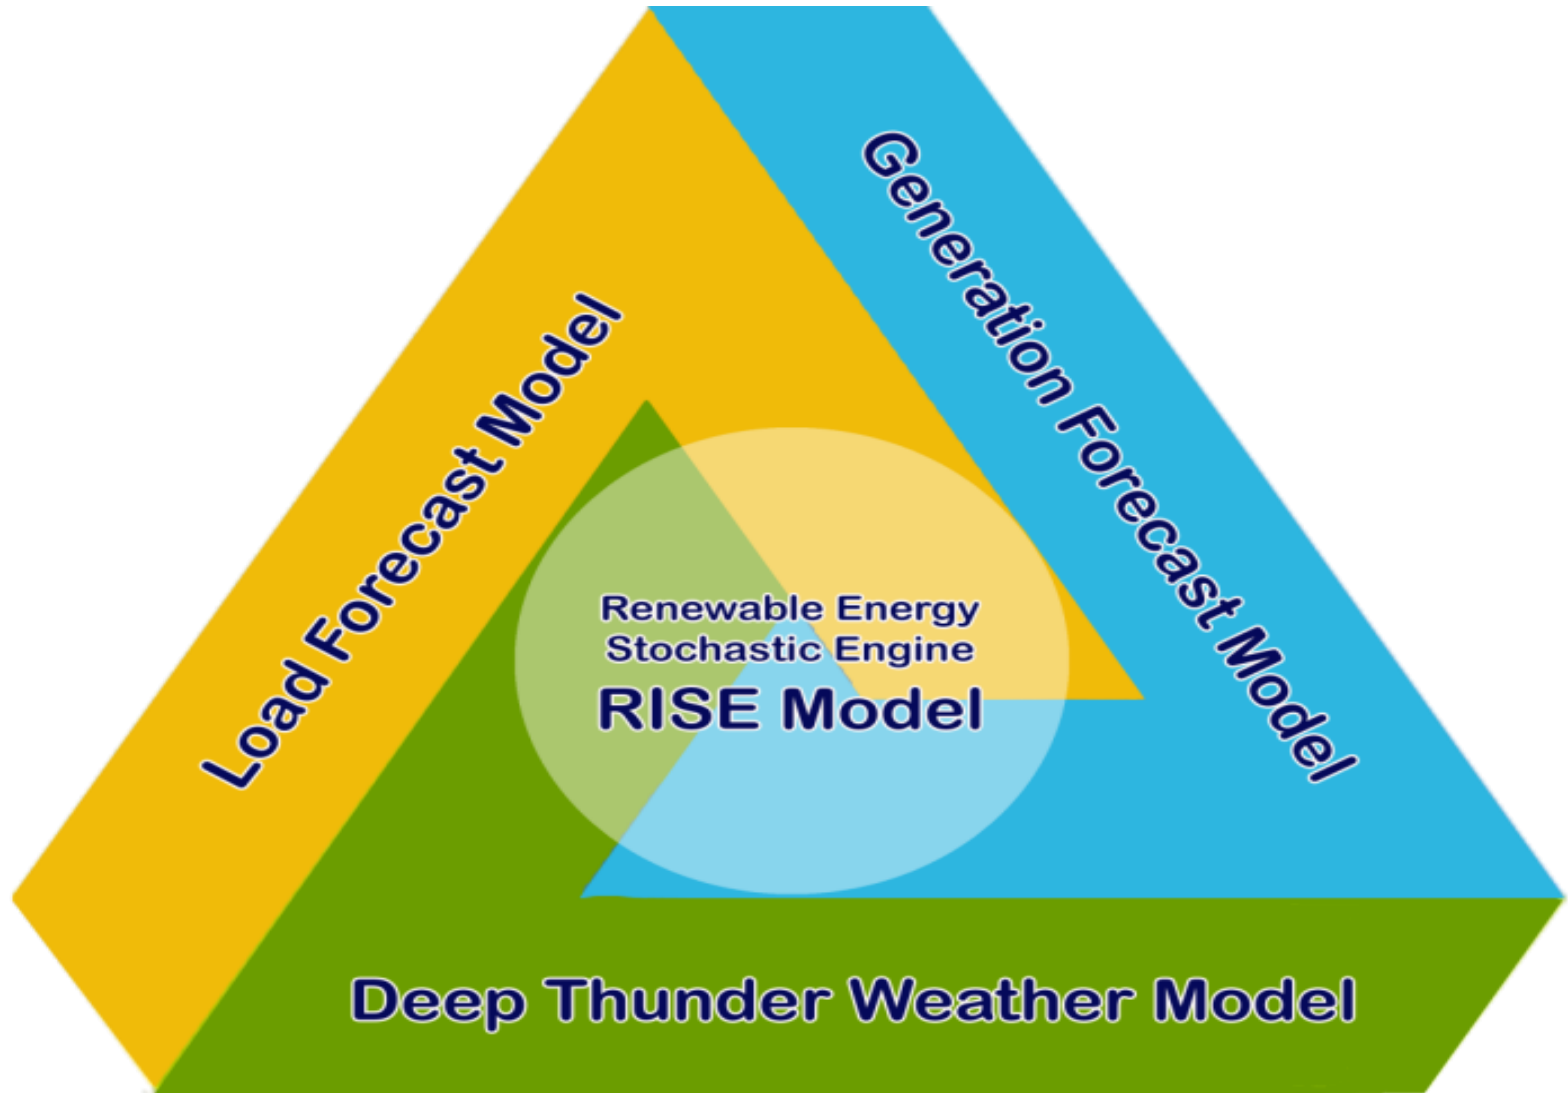 Generation Forecast Model
Load Forecast Model
Renewable Energy
Stochastic Engine
RISE Model
Deep Thunder Weather Model